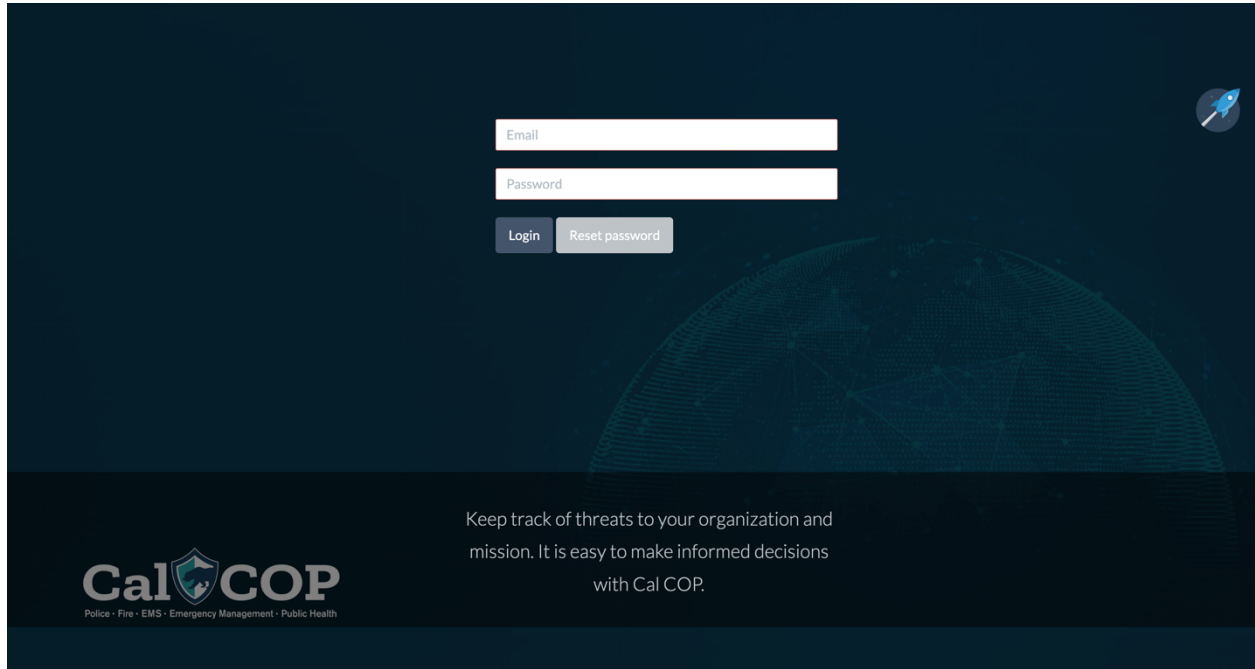 Email
Password
Login
Reset password
Keep track of threats to your organization and
mission. It is easy to make informed decisions
with Cal COP.
Cal COP
Police · Fire · EMS · Emergency Management · Public Health